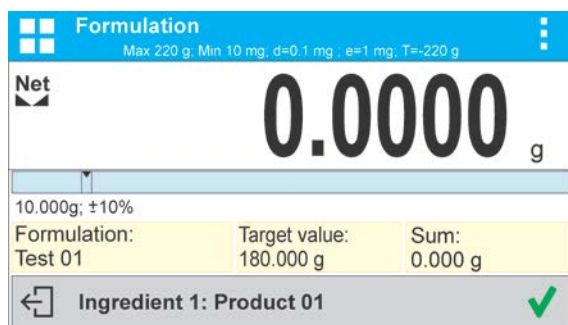 Formulation
Max 220 g; Min 10 mg; d=0.1 mg ; e=1 mg; T=-220 g
Net
0.0000 g
10.000g; ±10%
Formulation: Target value: Sum:
Test 01 180.000 g 0.000 g
Ingredient 1: Product 01